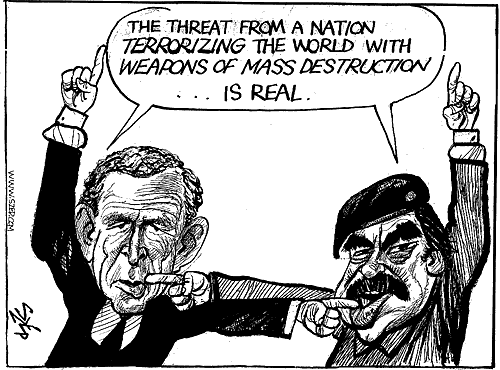 THE THREAT FROM A NATION
TERRORIZING THE WORLD WITH
WEAPONS OF MASS DESTRUCTION
. . . IS REAL.